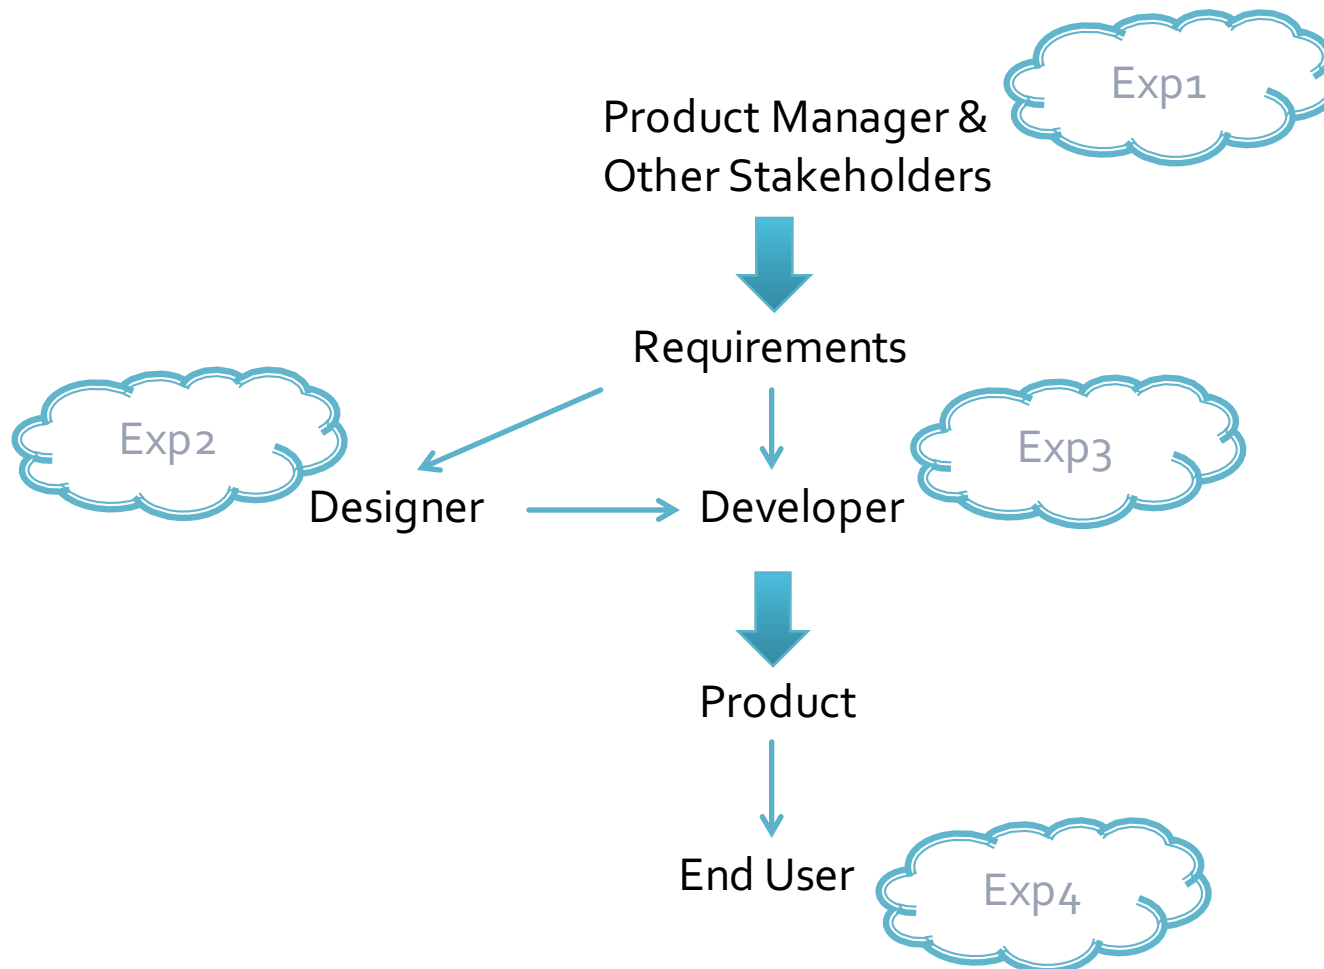 Exp1
Product Manager &
Other Stakeholders
Requirements
Exp2
Exp3
Designer
Developer
Product
End User
Exp4